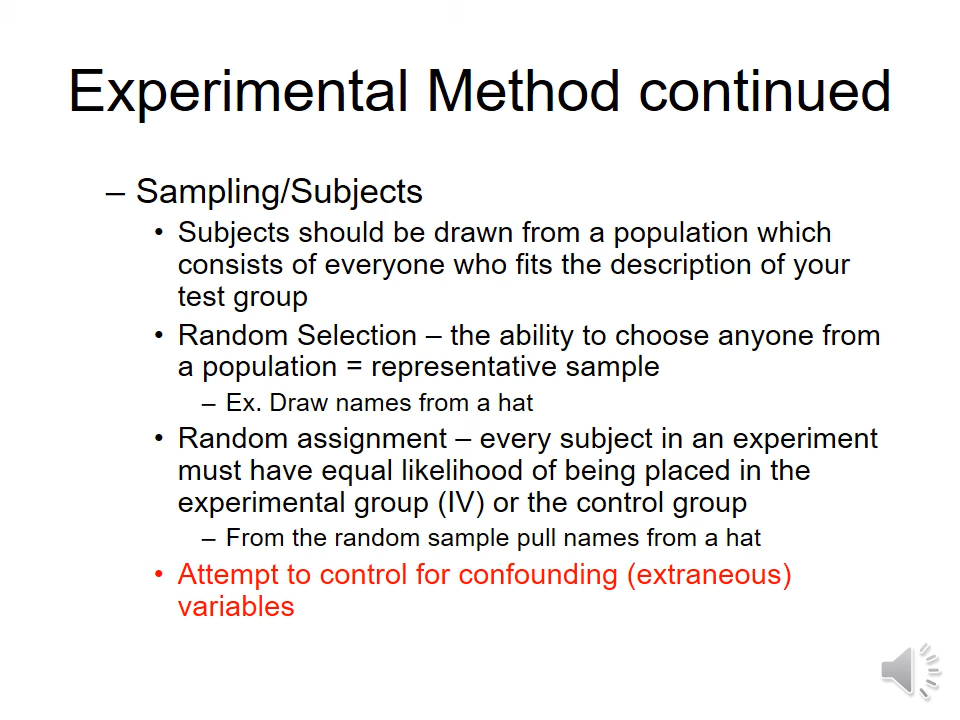 Experimental Method continued
– Sampling/Subjects
• Subjects should be drawn from a population which
consists of everyone who fits the description of your
test group
• Random Selection – the ability to choose anyone from
a population = representative sample
– Ex. Draw names from a hat
• Random assignment – every subject in an experiment
must have equal likelihood of being placed in the
experimental group (IV) or the control group
– From the random sample pull names from a hat
• Attempt to control for confounding (extraneous)
variables